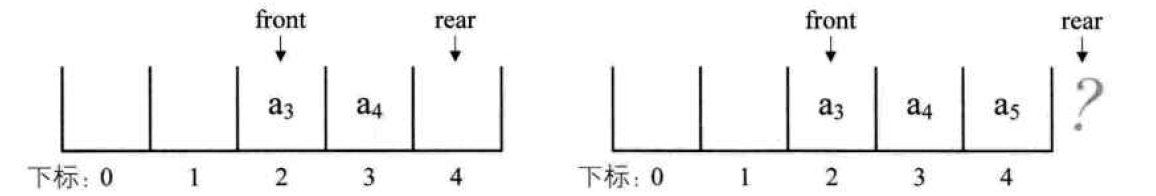 front rear front rear
a₃ a₄ a₃ a₄ a₅ ?
下标: 0 1 2 3 4 下标: 0 1 2 3 4